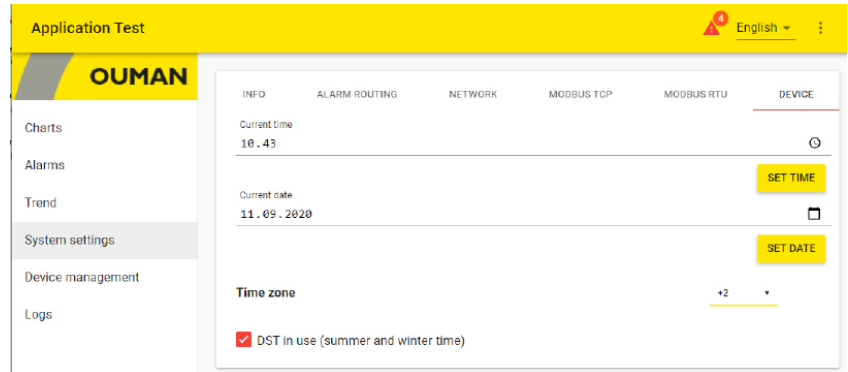 Application Test
4
English
OUMAN
Charts
Alarms
Trend
System settings
Device management
Logs
INFO ALARM ROUTING NETWORK MODBUS TCP MODBUS RTU DEVICE
Current time
10.43
SET TIME
Current date
11.09.2020
SET DATE
Time zone +2
DST in use (summer and winter time)